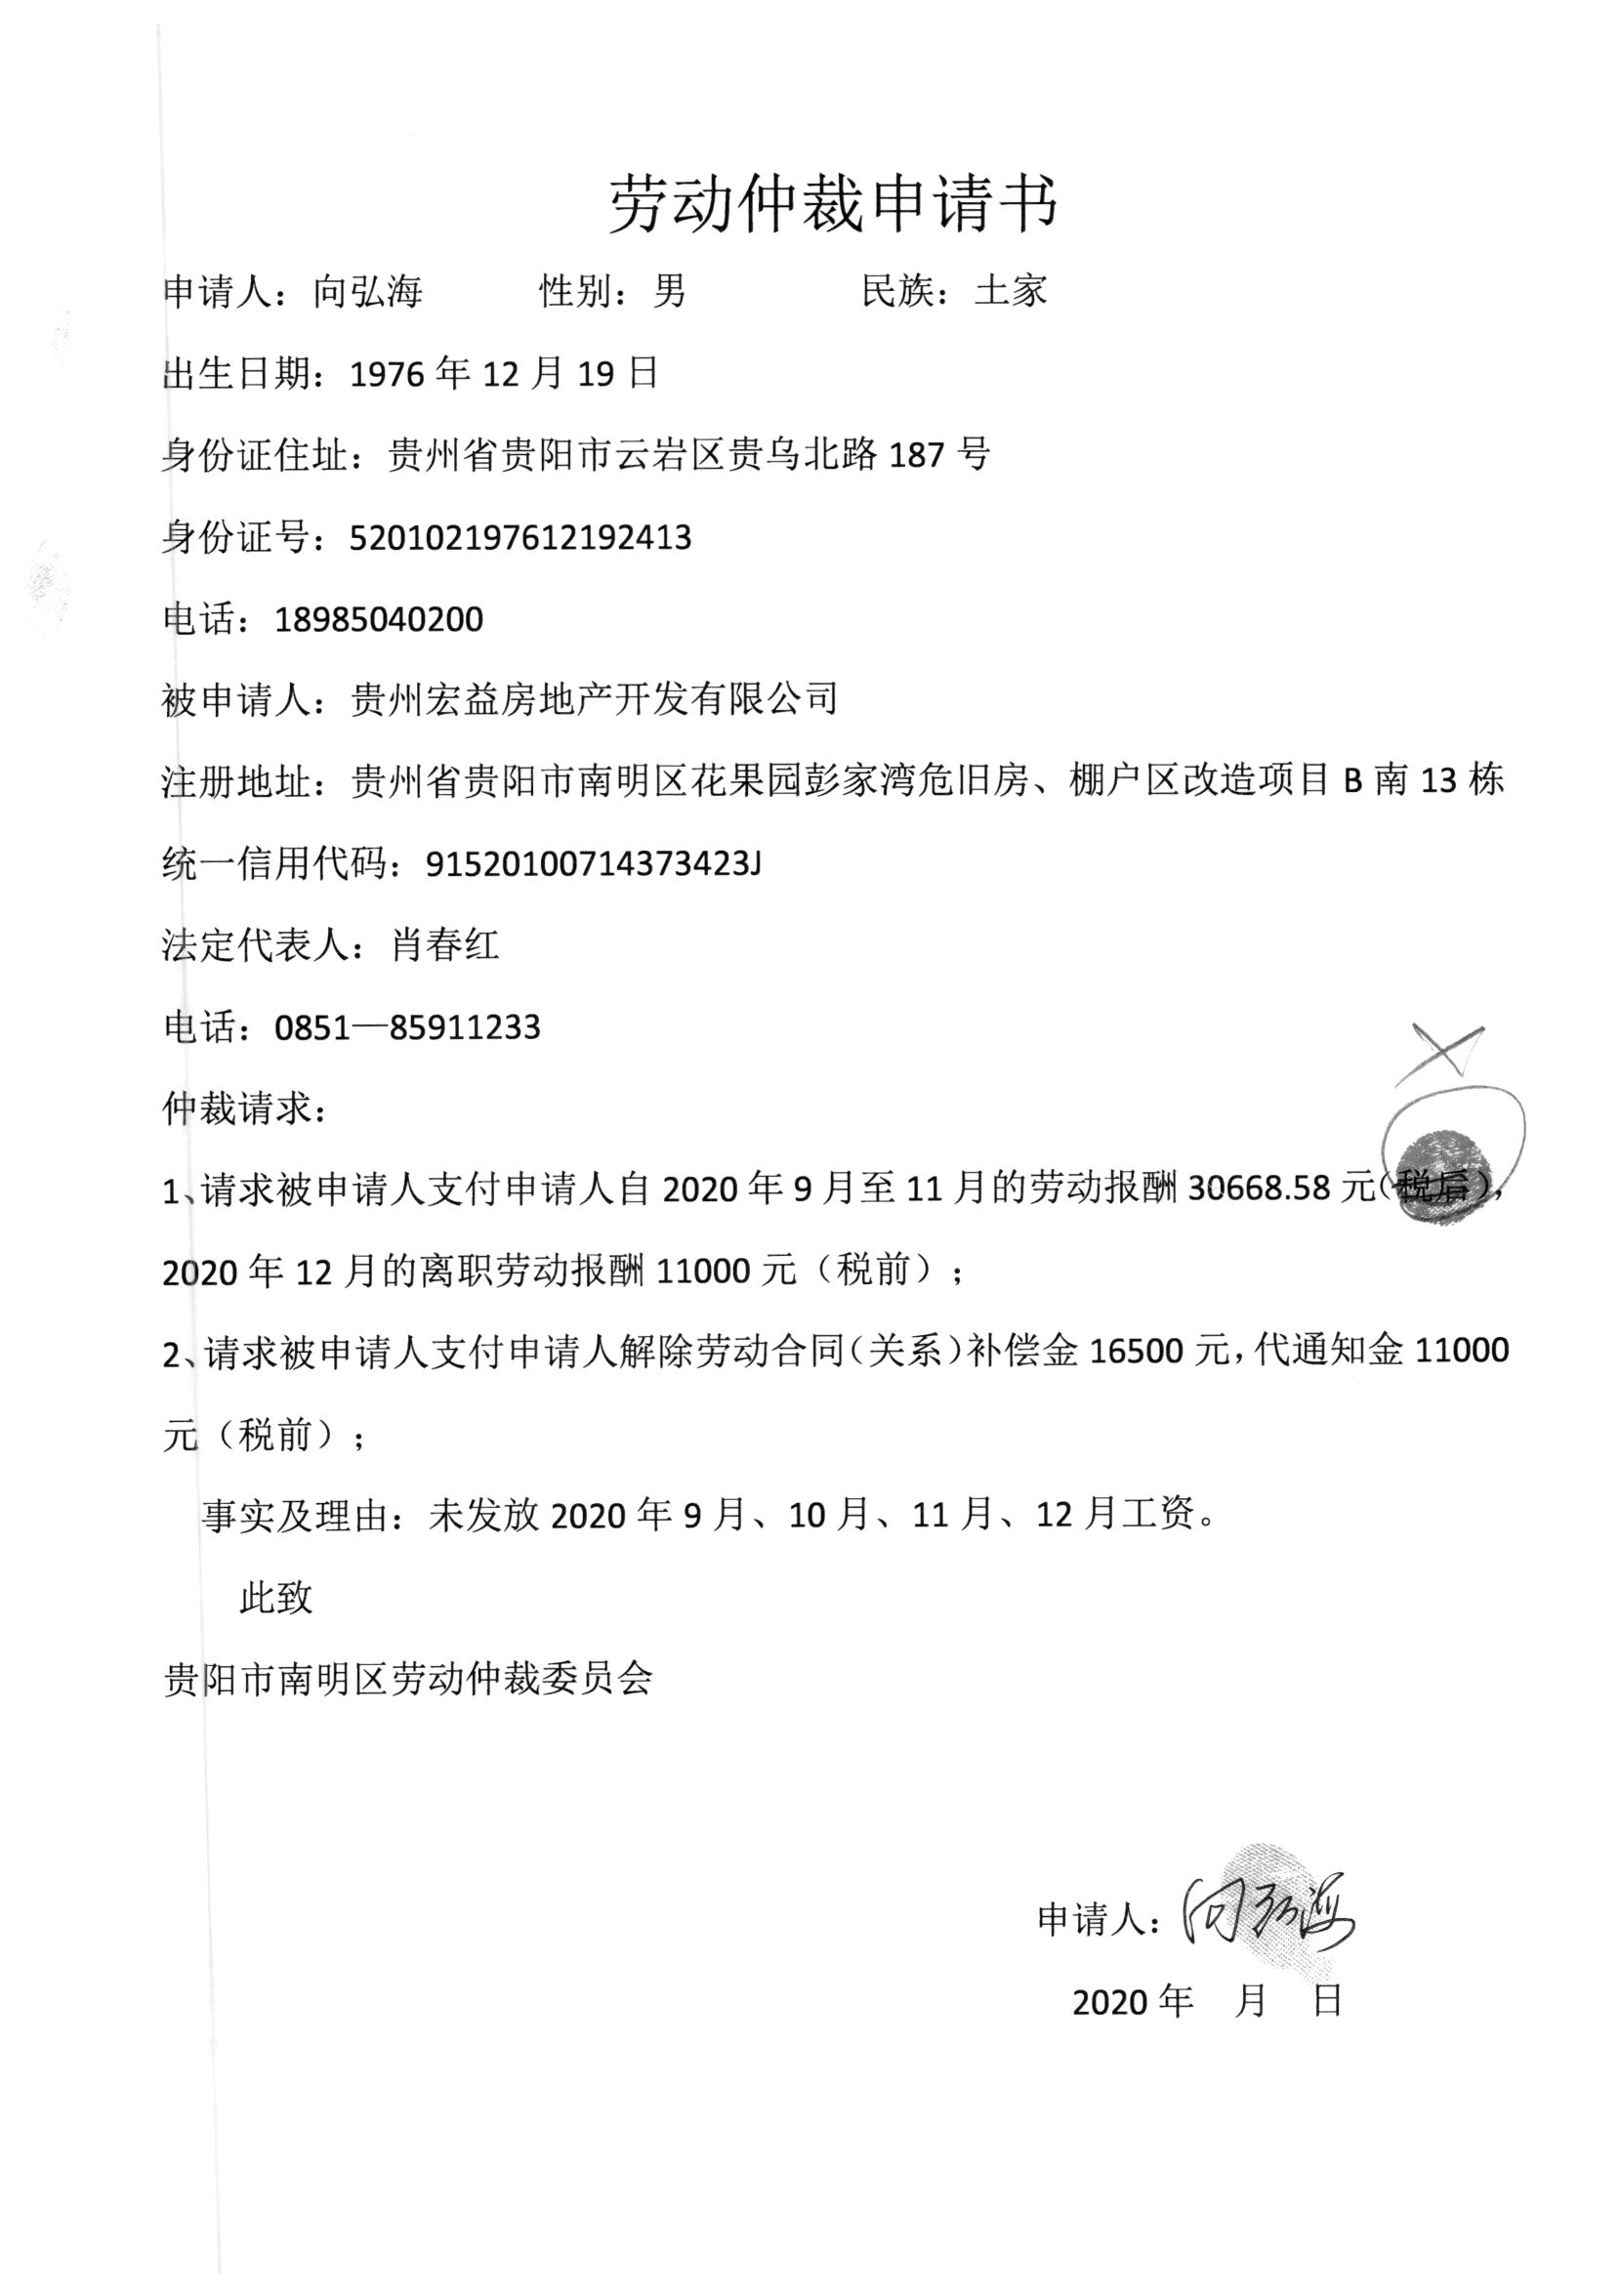 劳动仲裁申请书
申请人：向弘海 性别：男 民族：土家
出生日期：1976 年 12 月 19 日
身份证住址：贵州省贵阳市云岩区贵乌北路 187 号
身份证号：520102197612192413
电话：18985040200
被申请人：贵州宏益房地产开发有限公司
注册地址：贵州省贵阳市南明区花果园彭家湾危旧房、棚户区改造项目 B 南 13 栋
统一信用代码：91520100714373423J
法定代表人：肖春红
电话：0851—85911233
仲裁请求：
1、请求被申请人支付申请人自 2020 年 9 月至 11 月的劳动报酬 30668.58 元（税后），
2020 年 12 月的离职劳动报酬 11000 元（税前）；
2、请求被申请人支付申请人解除劳动合同（关系）补偿金 16500 元，代通知金 11000
元（税前）；
事实及理由：未发放 2020 年 9 月、10 月、11 月、12 月工资。
此致
贵阳市南明区劳动仲裁委员会
申请人：向弘海
2020 年 月 日